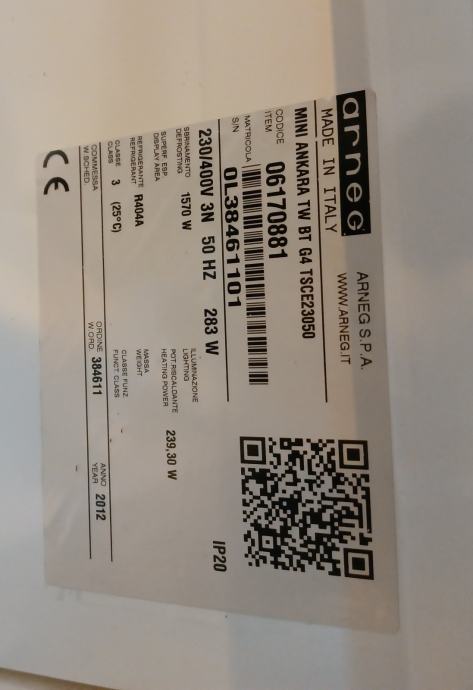 arneg
ARNEG S.P.A.
MADE IN ITALY
WWW.ARNEG.IT
MINI ANKARA TW BT G4 TSCE23050
CODICE
ITEM
06170881
MATRICOLA
S/N
0L38461101
230/400V 3N 50 HZ 283 W
IP20
SBRINAMENTO
DEFROSTING
1570 W
ILLUMINAZIONE
LIGHTING
SUPERF. ESP.
DISPLAY AREA
POT.RISCALDANTE
HEATING POWER
239,30 W
REFRIGERANTE
REFRIGERANT
R404A
MASSA
WEIGHT
CLASSE
CLASS
3 (25°C)
CLASSE FUNZ.
FUNCT. CLASS
COMMESSA
W.SCHED.
ORDINE
W.ORD.
384611
ANNO
YEAR
2012
CE